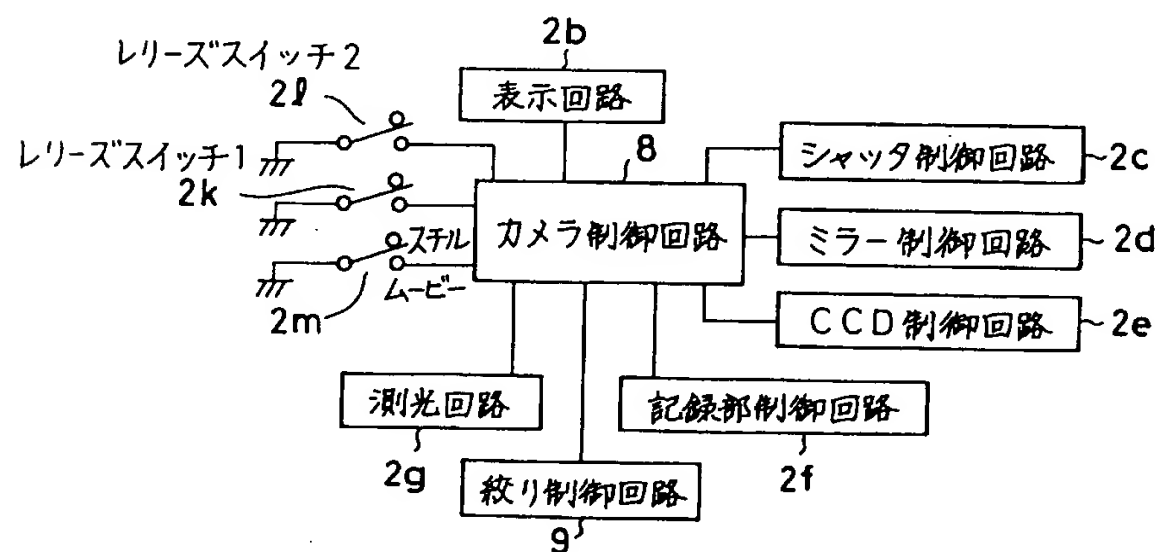 レリーズスイッチ2
2l
レリーズスイッチ1
2k
スチル
ムービー
2m
2b
表示回路
8
カメラ制御回路
シャッタ制御回路
2c
ミラー制御回路
2d
CCD制御回路
2e
測光回路
2g
記録部制御回路
2f
絞り制御回路
9